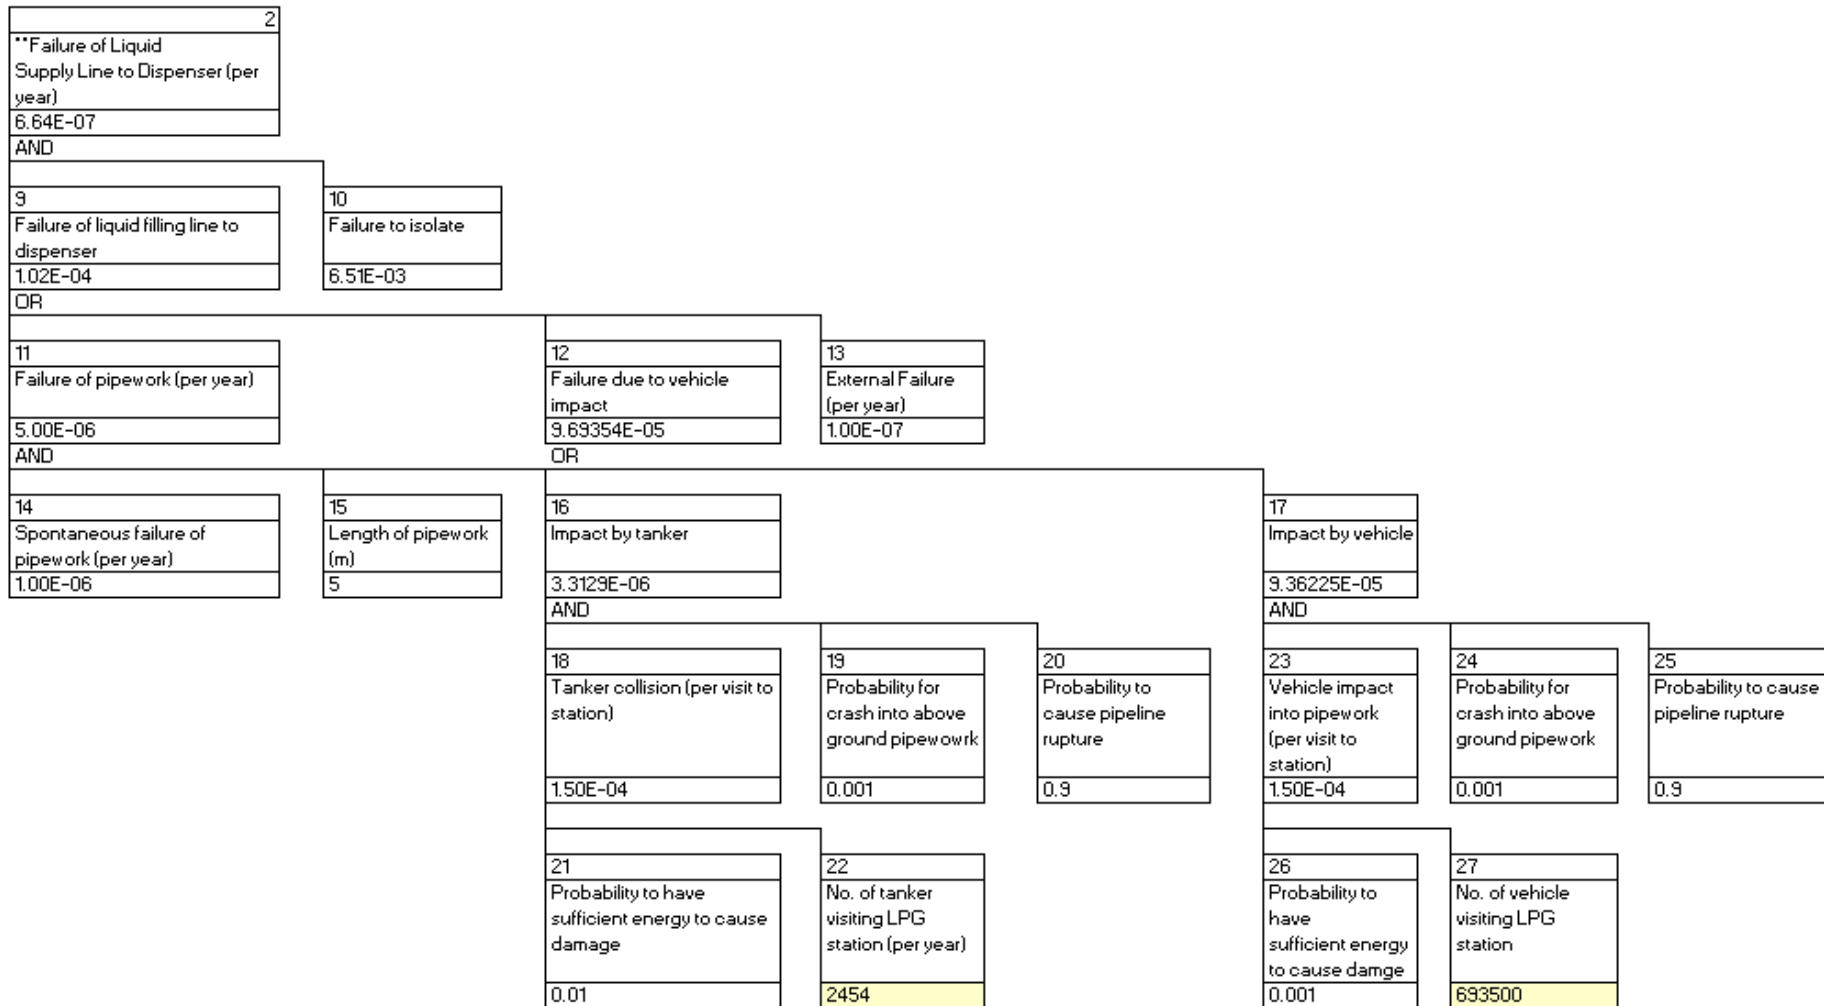 2
**Failure of Liquid
Supply Line to Dispenser (per
year)
6.64E-07
AND
9
Failure of liquid filling line to
dispenser
1.02E-04
10
Failure to isolate
6.51E-03
OR
11
Failure of pipework (per year)
5.00E-06
12
Failure due to vehicle
impact
9.69354E-05
13
External Failure
(per year)
1.00E-07
AND
OR
14
Spontaneous failure of
pipework (per year)
1.00E-06
15
Length of pipework
(m)
5
16
Impact by tanker
3.3129E-06
17
Impact by vehicle
9.36225E-05
AND
AND
18
Tanker collision (per visit to
station)
1.50E-04
19
Probability for
crash into above
ground pipewowrk
0.001
20
Probability to
cause pipeline
rupture
0.9
23
Vehicle impact
into pipework
(per visit to
station)
1.50E-04
24
Probability for
crash into above
ground pipework
0.001
25
Probability to cause
pipeline rupture
0.9
21
Probability to have
sufficient energy to cause
damage
0.01
22
No. of tanker
visiting LPG
station (per year)
2454
26
Probability to
have
sufficient energy
to cause damge
0.001
27
No. of vehicle
visiting LPG
station
693500